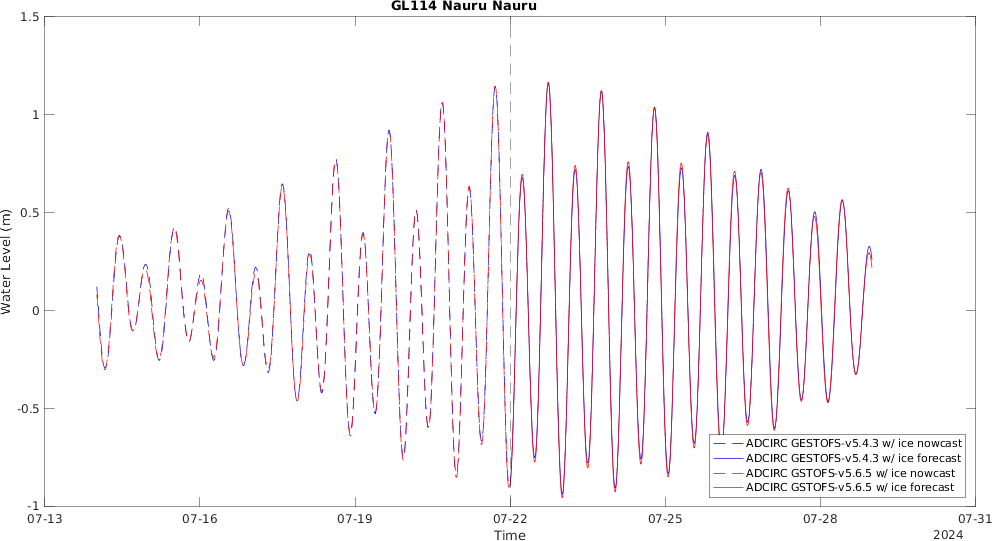 GL114 Nauru Nauru
1.5
1
0.5
0
-0.5
-1
Water Level (m)
07-13 07-16 07-19 07-22 07-25 07-28 07-31
Time
2024
ADCIRC GESTOFS-v5.4.3 w/ ice nowcast
ADCIRC GESTOFS-v5.4.3 w/ ice forecast
ADCIRC GSTOFS-v5.6.5 w/ ice nowcast
ADCIRC GSTOFS-v5.6.5 w/ ice forecast